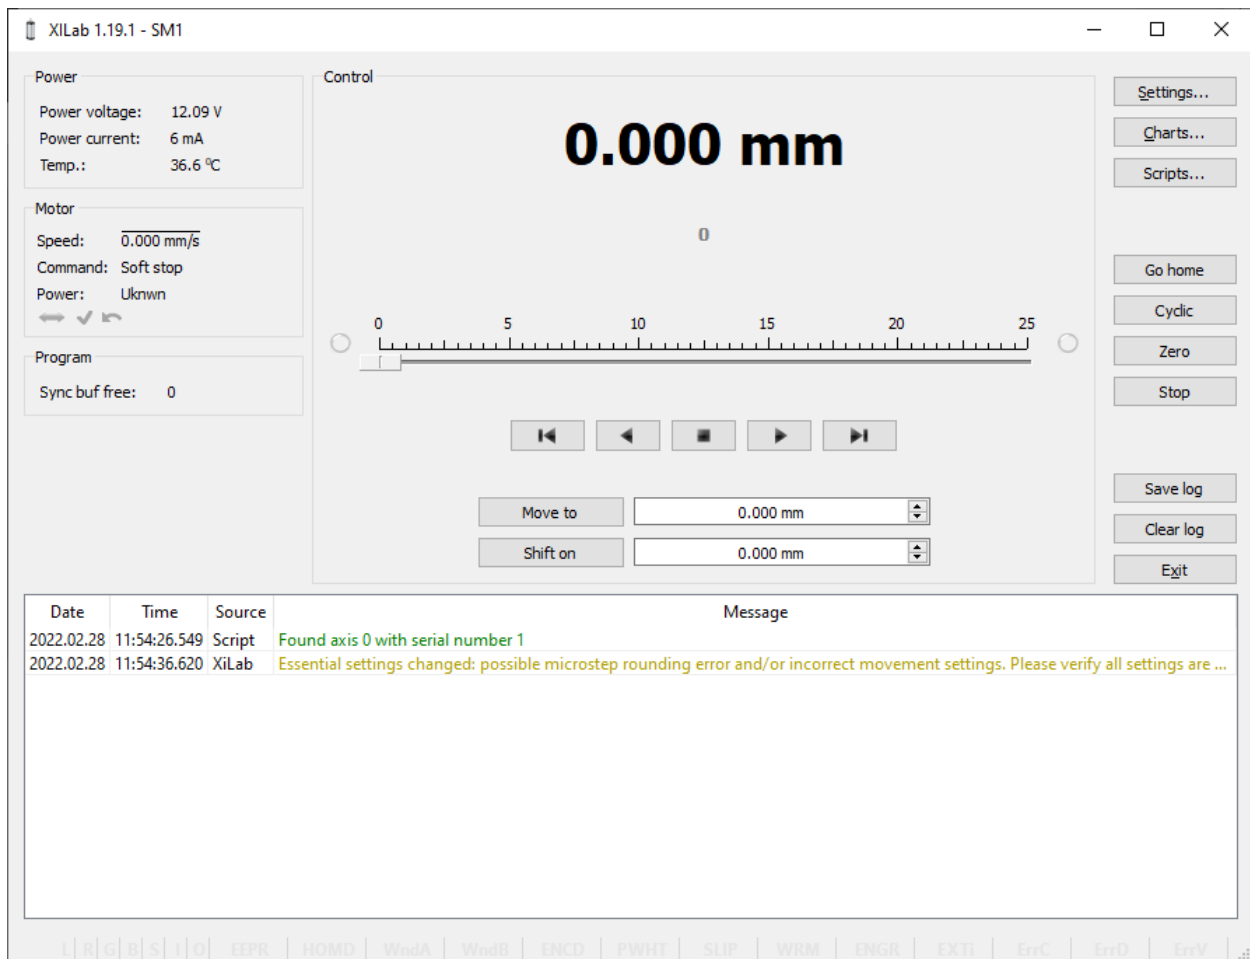 XILab 1.19.1 - SM1
Power
Power voltage: 12.09 V
Power current: 6 mA
Temp.: 36.6 ºC
Motor
Speed: 0.000 mm/s
Command: Soft stop
Power: Uknwn
Program
Sync buf free: 0
Control
0.000 mm
0
0 5 10 15 20 25
Move to 0.000 mm
Shift on 0.000 mm
Settings...
Charts...
Scripts...
Go home
Cyclic
Zero
Stop
Save log
Clear log
Exit
Date Time Source Message
2022.02.28 11:54:26.549 Script Found axis 0 with serial number 1
2022.02.28 11:54:36.620 XiLab Essential settings changed: possible microstep rounding error and/or incorrect movement settings. Please verify all settings are ...
L R G B S I O EEPR HOMD WndA WndB ENCD PWHT SLIP WRM ENGR EXTi ErrC ErrD ErrV